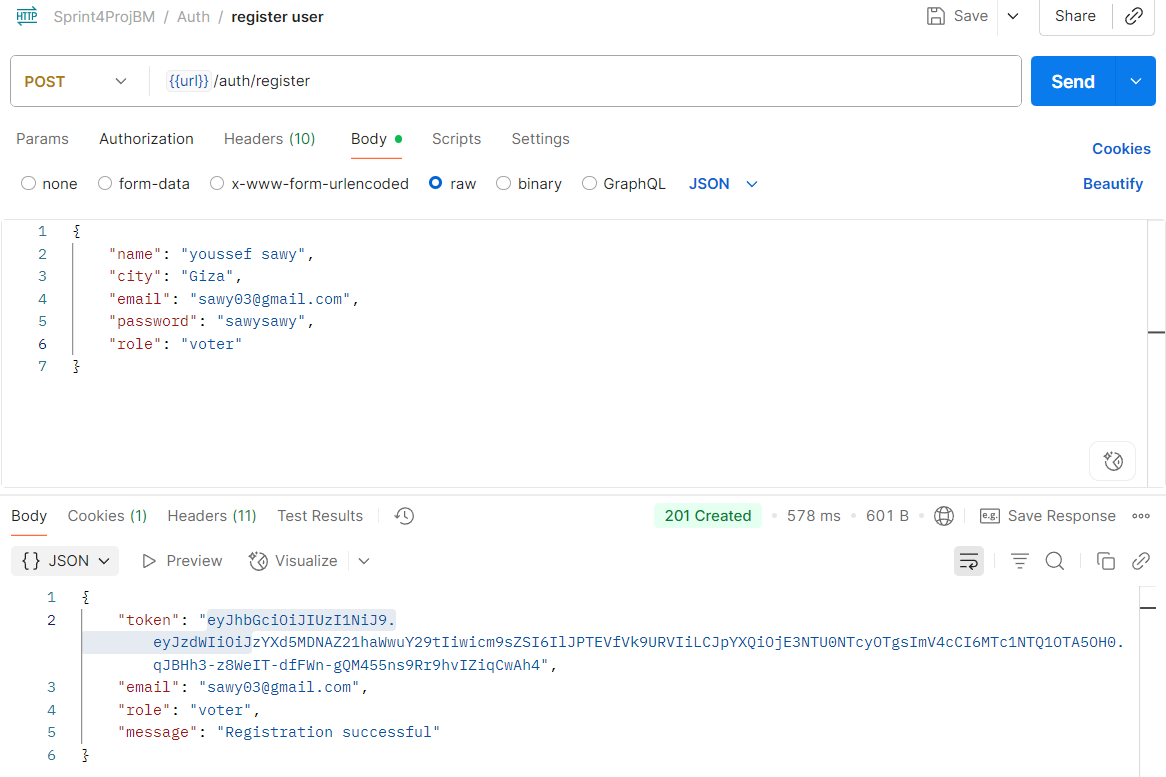 HTTP Sprint4ProjBM / Auth / register user Save Share
POST {{url}}/auth/register Send
Params Authorization Headers (10) Body Scripts Settings Cookies
none form-data x-www-form-urlencoded raw binary GraphQL JSON Beautify
1 {
2 "name": "youssef sawy",
3 "city": "Giza",
4 "email": "sawy03@gmail.com",
5 "password": "sawysawy",
6 "role": "voter"
7 }
Body Cookies (1) Headers (11) Test Results 201 Created 578 ms 601 B e.g. Save Response
{} JSON Preview Visualize
1 {
2 "token": "eyJhbGciOiJIUzI1NiJ9.
eyJzdWIiOiJzYXd5MDNAZ21haWwuY29tIiwicm9sZSI6IlJPTEVfVk9URVIiLCJpYXQiOjE3NTU0NTcyOTgsImV4cCI6MTc1NTQ1OTA5OH0.
qJBHh3-z8WeIT-dfFWn-gQM455ns9Rr9hvIZiqCwAh4",
3 "email": "sawy03@gmail.com",
4 "role": "voter",
5 "message": "Registration successful"
6 }